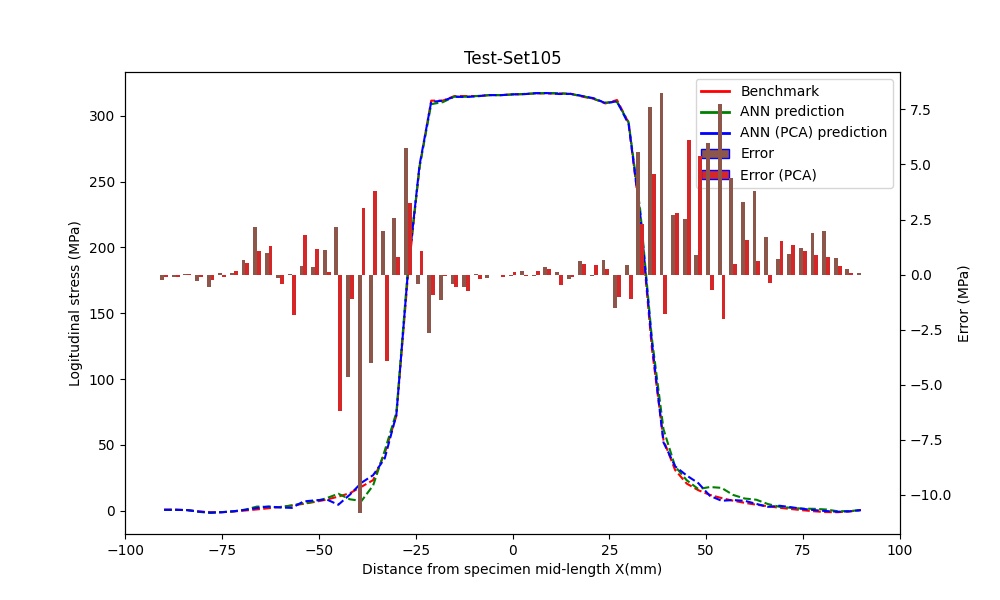 Test-Set105
Benchmark
ANN prediction
ANN (PCA) prediction
Error
Error (PCA)
300
250
200
150
100
50
0
Logitudinal stress (MPa)
7.5
5.0
2.5
0.0
−2.5
−5.0
−7.5
−10.0
Error (MPa)
−100
−75
−50
−25
0
25
50
75
100
Distance from specimen mid-length X(mm)